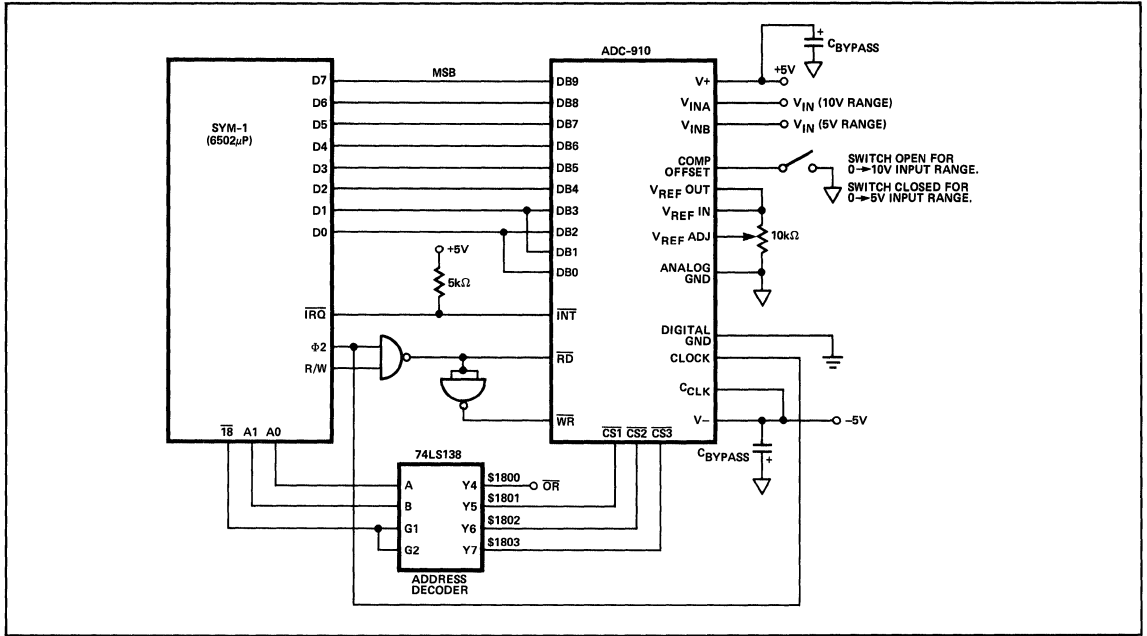 SYM-1
(6502μP)
D7
D6
D5
D4
D3
D2
D1
D0
IRQ
Φ2
R/W
18 A1 A0
MSB
+5V
5kΩ
ADC-910
DB9
DB8
DB7
DB6
DB5
DB4
DB3
DB2
DB1
DB0
INT
RD
WR
CS1 CS2 CS3
V+
VINA
VINB
COMP
OFFSET
VREF OUT
VREF IN
VREF ADJ
ANALOG
GND
DIGITAL
GND
CLOCK
CCLK
V−
+
CBYPASS
+5V
VIN (10V RANGE)
VIN (5V RANGE)
SWITCH OPEN FOR
0→10V INPUT RANGE.
SWITCH CLOSED FOR
0→5V INPUT RANGE.
10kΩ
−5V
CBYPASS
+
74LS138
A
B
G1
G2
Y4
Y5
Y6
Y7
$1800
OR
$1801
$1802
$1803
ADDRESS
DECODER